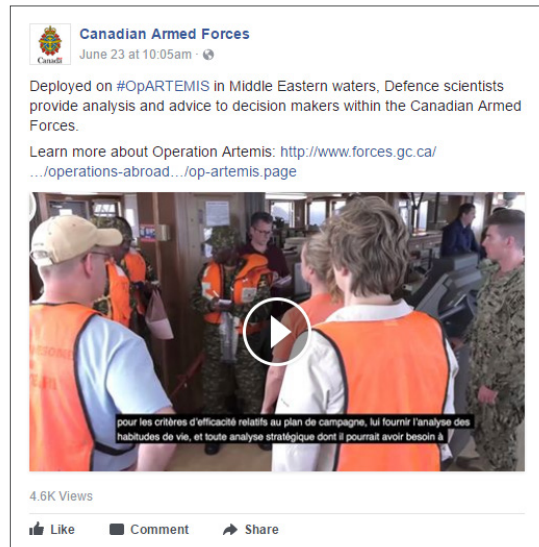 Canadian Armed Forces
June 23 at 10:05am ·
Canada
Deployed on #OpARTEMIS in Middle Eastern waters, Defence scientists
provide analysis and advice to decision makers within the Canadian Armed
Forces.
Learn more about Operation Artemis: http://www.forces.gc.ca/
…/operations-abroad…/op-artemis.page
pour les critères d'efficacité relatifs au plan de campagne, lui fournir l'analyse des
habitudes de vie, et toute analyse stratégique dont il pourrait avoir besoin à
4.6K Views
Like Comment Share